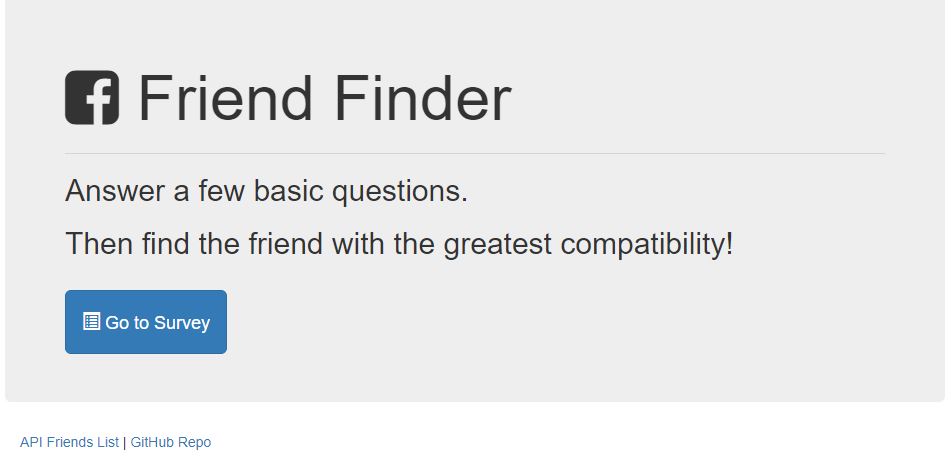 Friend Finder
Answer a few basic questions.
Then find the friend with the greatest compatibility!
Go to Survey
API Friends List | GitHub Repo